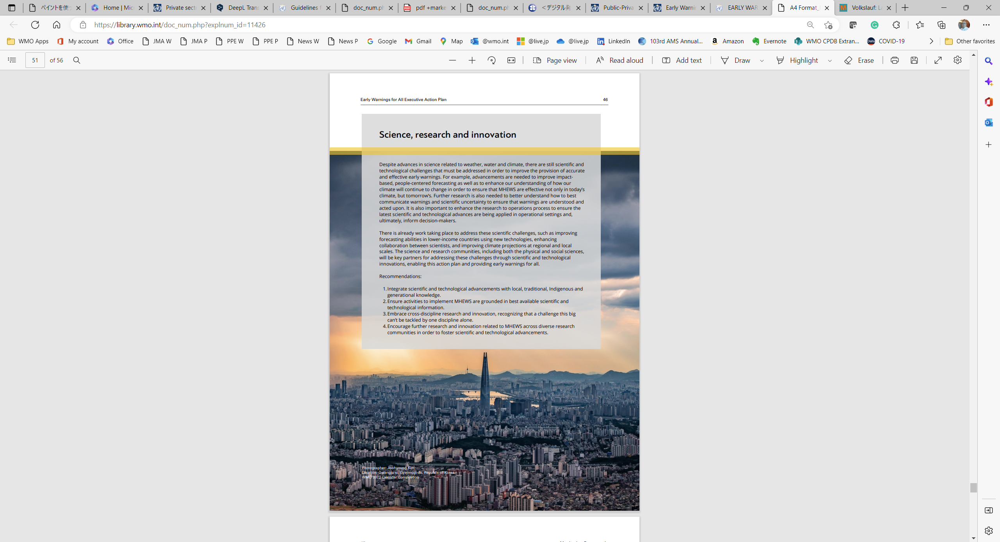 ペイントを使っ
Home | Mic
Private sect
DeepL Tran
Guidelines f
doc_num.ph
pdf +marke
doc_num.ph
＜デジタル発
Public-Priva
Early Warnin
EARLY WAR
A4 Format_
Volkslauf: L
https://library.wmo.int/doc_num.php?explnum_id=11426
WMO Apps
My account
Office
JMA W
JMA P
PPE W
PPE P
News W
News P
Google
Gmail
Map
@wmo.int
@live.jp
@live.jp
LinkedIn
103rd AMS Annual...
Amazon
Evernote
WMO CPDB Extran...
COVID-19
Other favorites
51 of 56
Page view
Read aloud
Add text
Draw
Highlight
Erase
Early Warnings for All Executive Action Plan 46
Science, research and innovation
Despite advances in science related to weather, water and climate, there are still scientific and
technological challenges that must be addressed in order to improve the provision of accurate
and effective early warnings. For example, advancements are needed to improve impact-
based, people-centered forecasting as well as to enhance our understanding of how our
climate will continue to change in order to ensure that MHEWS are effective not only in today's
climate, but tomorrow's. Further research is also needed to better understand how to best
communicate warnings and scientific uncertainty to ensure that warnings are understood and
acted upon. It is also important to enhance the research to operations process to ensure the
latest scientific and technological advances are being applied in operational settings and,
ultimately, inform decision-makers.
There is already work taking place to address these scientific challenges, such as improving
forecasting abilities in lower-income countries using new technologies, enhancing
collaboration between scientists, and improving climate projections at regional and local
scales. The science and research communities, including both the physical and social sciences,
will be key partners for addressing these challenges through scientific and technological
innovations, enabling this action plan and providing early warnings for all.
Recommendations:
1. Integrate scientific and technological advancements with local, traditional, Indigenous and
generational knowledge.
2. Ensure activities to implement MHEWS are grounded in best available scientific and
technological information.
3. Embrace cross-discipline research and innovation, recognizing that a challenge this big
can't be tackled by one discipline alone.
4. Encourage further research and innovation related to MHEWS across diverse research
communities in order to foster scientific and technological advancements.
Photographer: Joohyoung Kim
Location: Gwangju-si, Gyeonggi-do, Republic of Korea
WMO 2023 Calendar Competition